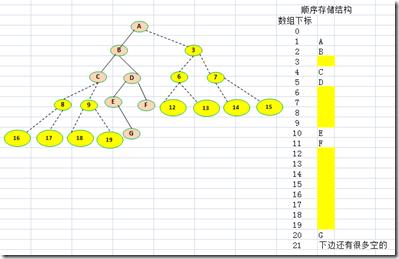 顺序存储结构
数组下标
0
A 1 A
B 3 2 B
3
C D 6 7 4 C
5 D
8 9 E F 12 13 14 15 6
7
8
16 17 18 19 G 9
10 E
11 F
12
13
14
15
16
17
18
19
20 G
21 下边还有很多空的